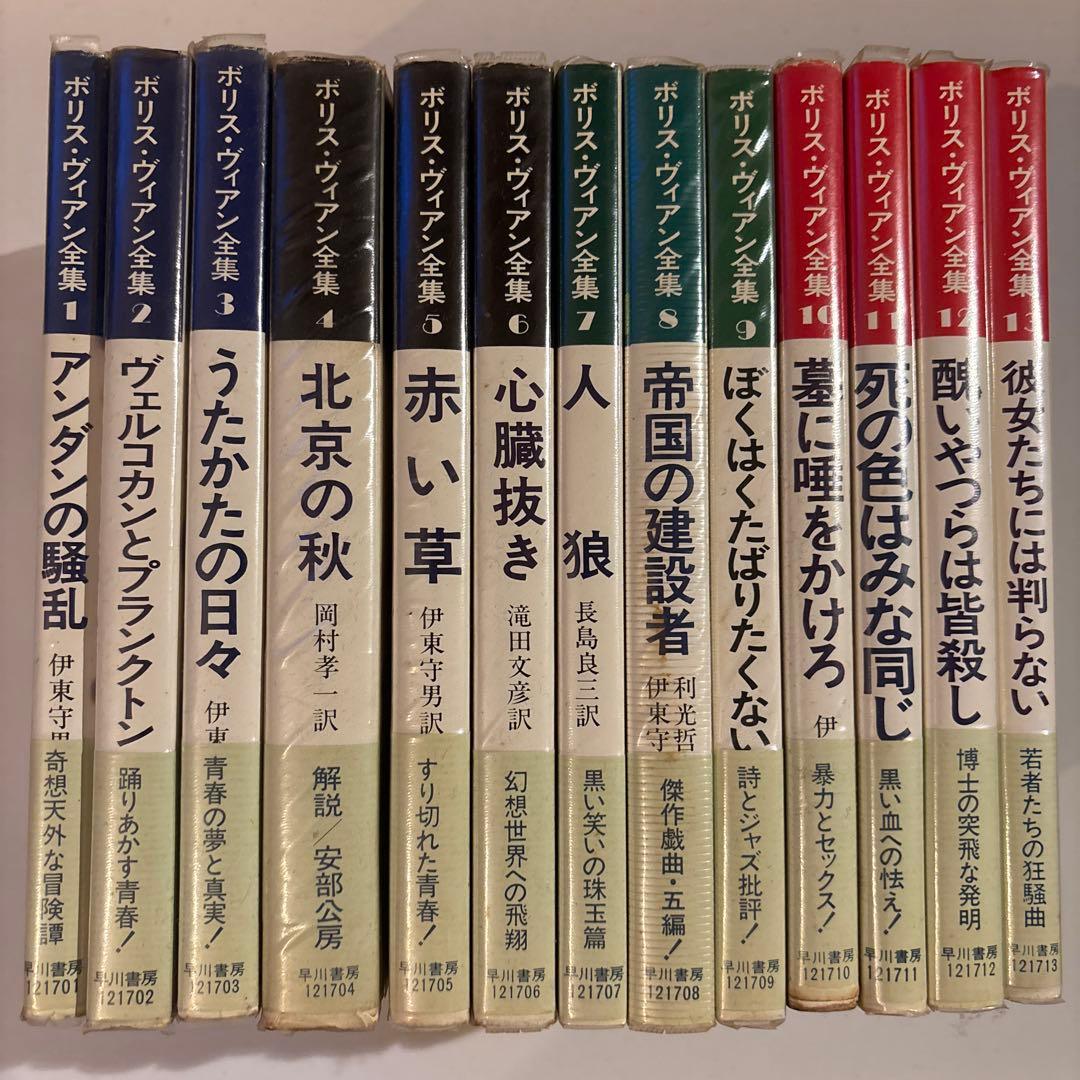 ボリス・ヴィアン全集 1
アンダンの騒乱
伊東守男
奇想天外な冒険譚
早川書房
121701
ボリス・ヴィアン全集 2
ヴェルコカンとプランクトン
踊りあかす青春!
早川書房
121702
ボリス・ヴィアン全集 3
うたかたの日々
伊東
青春の夢と真実!
早川書房
121703
ボリス・ヴィアン全集 4
北京の秋
岡村孝一訳
解説/安部公房
早川書房
121704
ボリス・ヴィアン全集 5
赤い草
伊東守男訳
すり切れた青春!
早川書房
121705
ボリス・ヴィアン全集 6
心臓抜き
滝田文彦訳
幻想世界への飛翔
早川書房
121706
ボリス・ヴィアン全集 7
人狼
長島良三訳
黒い笑いの珠玉篇
早川書房
121707
ボリス・ヴィアン全集 8
帝国の建設者
利光哲
伊東守
傑作戯曲・五編!
早川書房
121708
ボリス・ヴィアン全集 9
ぼくはくたばりたくない
詩とジャズ批評!
早川書房
121709
ボリス・ヴィアン全集 10
墓に唾をかけろ
伊
暴力とセックス!
早川書房
121710
ボリス・ヴィアン全集 11
死の色はみな同じ
黒い血への怯え!
早川書房
121711
ボリス・ヴィアン全集 12
醜いやつらは皆殺し
博士の突飛な発明
早川書房
121712
ボリス・ヴィアン全集 13
彼女たちには判らない
若者たちの狂騒曲
早川書房
121713